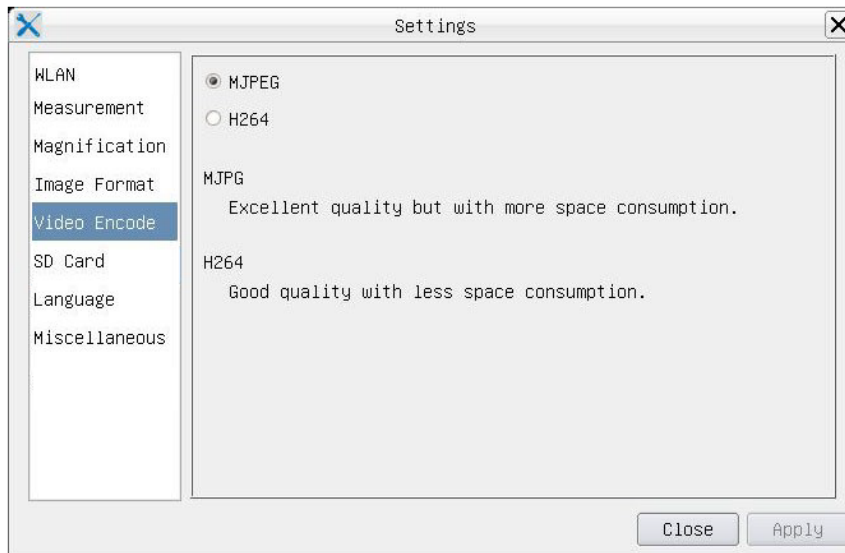 Settings
WLAN
Measurement
Magnification
Image Format
Video Encode
SD Card
Language
Miscellaneous
MJPEG
H264
MJPG
Excellent quality but with more space consumption.
H264
Good quality with less space consumption.
Close
Apply